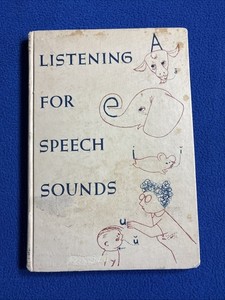 LISTENING A
FOR e
SPEECH i ĭ
SOUNDS
u ŭ